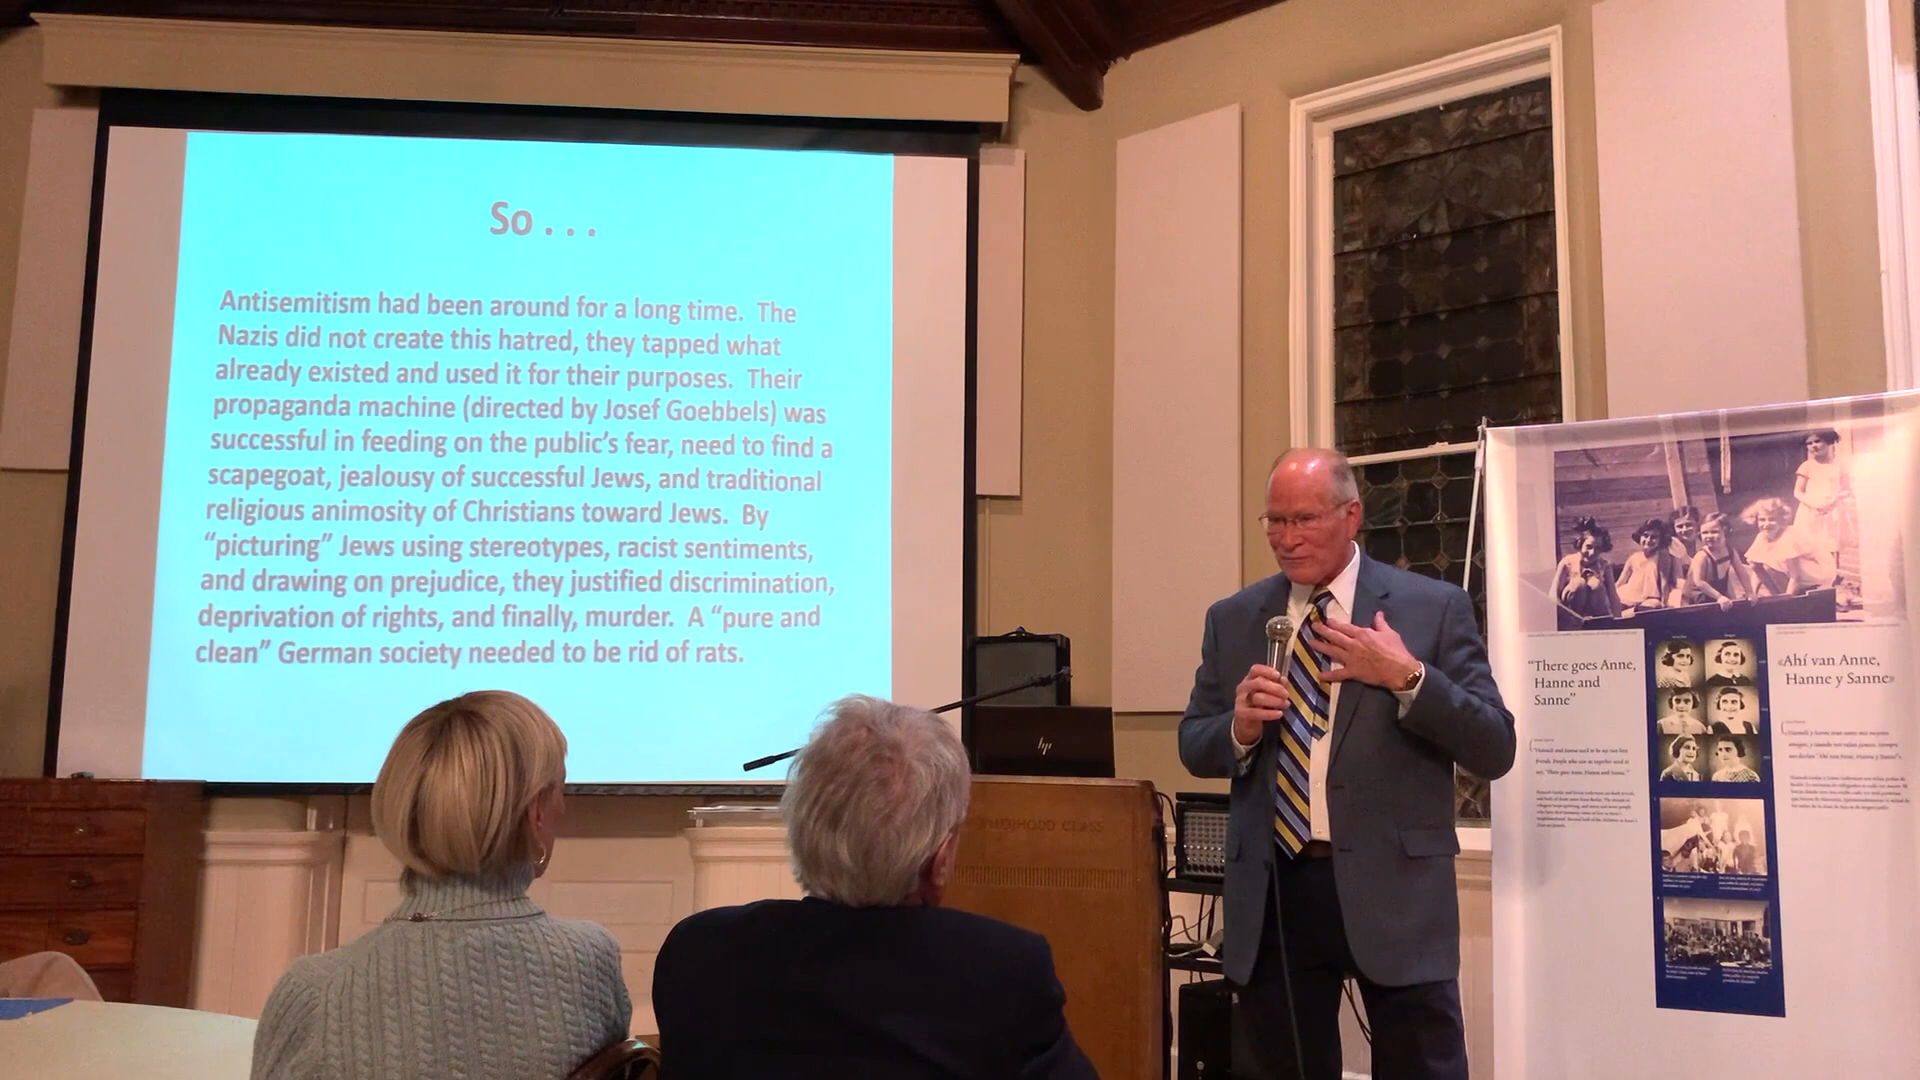 So . . .
Antisemitism had been around for a long time.  The
Nazis did not create this hatred, they tapped what
already existed and used it for their purposes.  Their
propaganda machine (directed by Josef Goebbels) was
successful in feeding on the public's fear, need to find a
scapegoat, jealousy of successful Jews, and traditional
religious animosity of Christians toward Jews.  By
“picturing” Jews using stereotypes, racist sentiments,
and drawing on prejudice, they justified discrimination,
deprivation of rights, and finally, murder.  A “pure and
clean” German society needed to be rid of rats.
hp
CLASS
“There goes Anne,
Hanne and
Sanne”
«Ahí van Anne,
Hanne y Sanne»